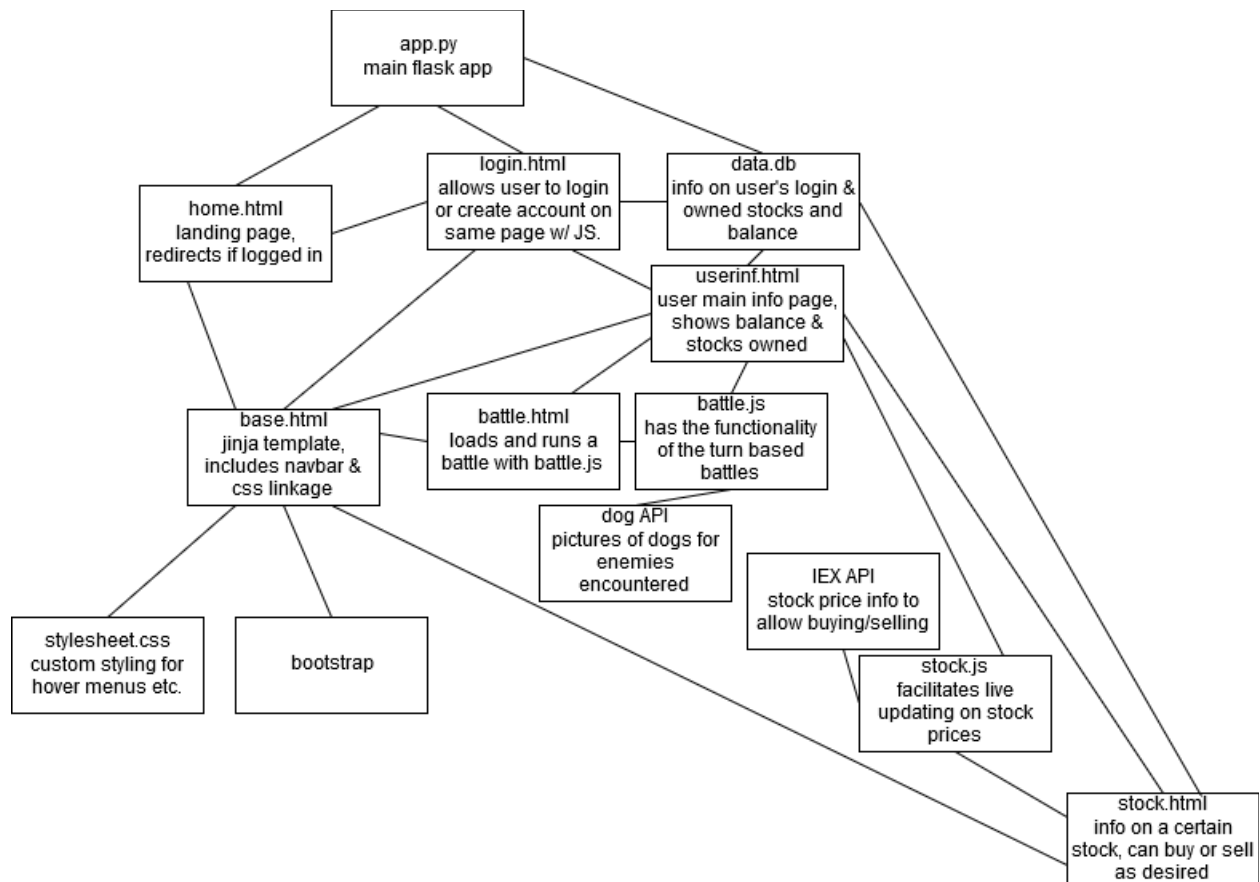 app.py
main flask app
login.html
allows user to login
or create account on
same page w/ JS.
data.db
info on user's login &
owned stocks and
balance
home.html
landing page,
redirects if logged in
userinf.html
user main info page,
shows balance &
stocks owned
base.html
jinja template,
includes navbar &
css linkage
battle.html
loads and runs a
battle with battle.js
battle.js
has the functionality
of the turn based
battles
dog API
pictures of dogs for
enemies
encountered
IEX API
stock price info to
allow buying/selling
stylesheet.css
custom styling for
hover menus etc.
bootstrap
stock.js
facilitates live
updating on stock
prices
stock.html
info on a certain
stock, can buy or sell
as desired